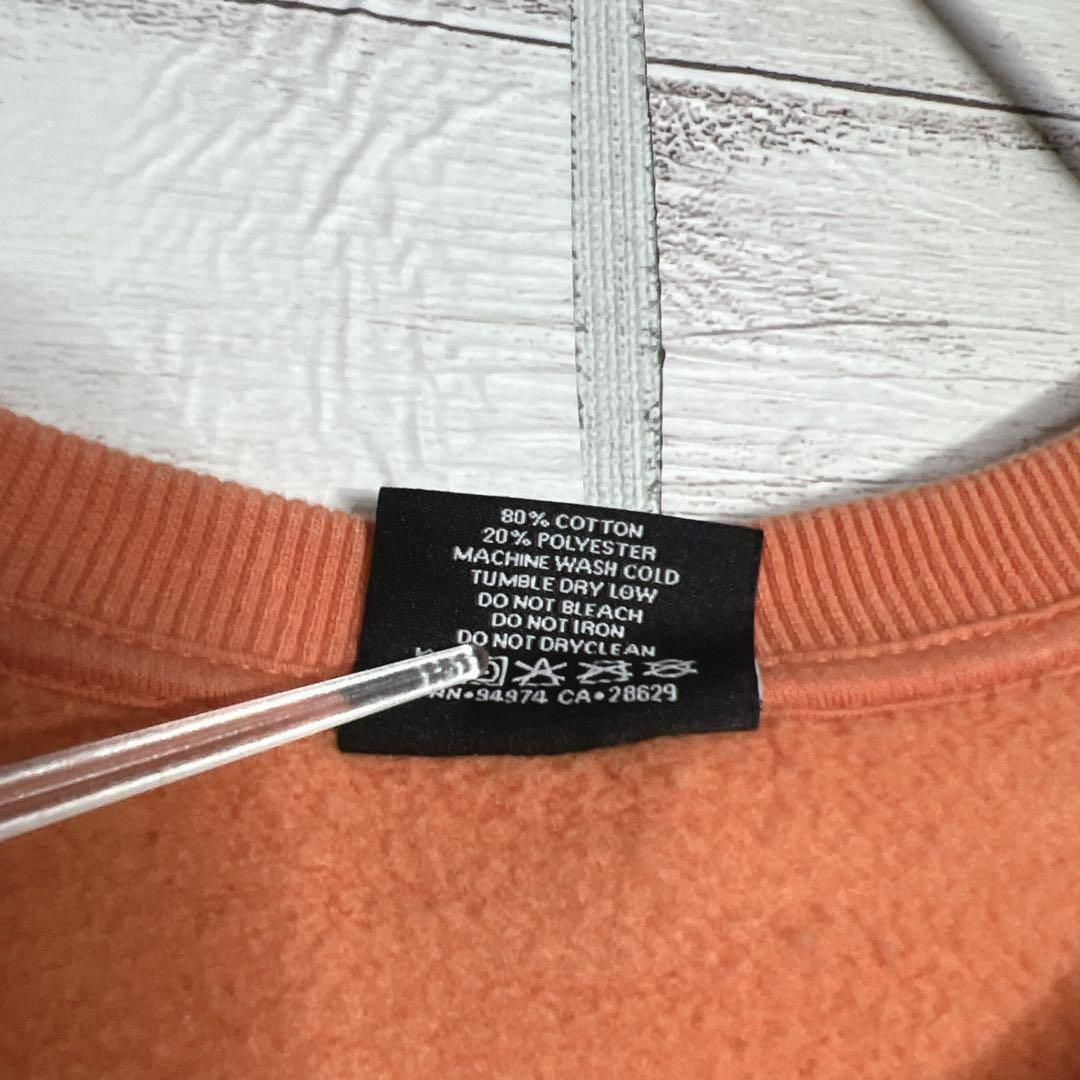 80% COTTON
20% POLYESTER
MACHINE WASH COLD
TUMBLE DRY LOW
DO NOT BLEACH
DO NOT IRON
DO NOT DRYCLEAN
RN•94974 CA•28629